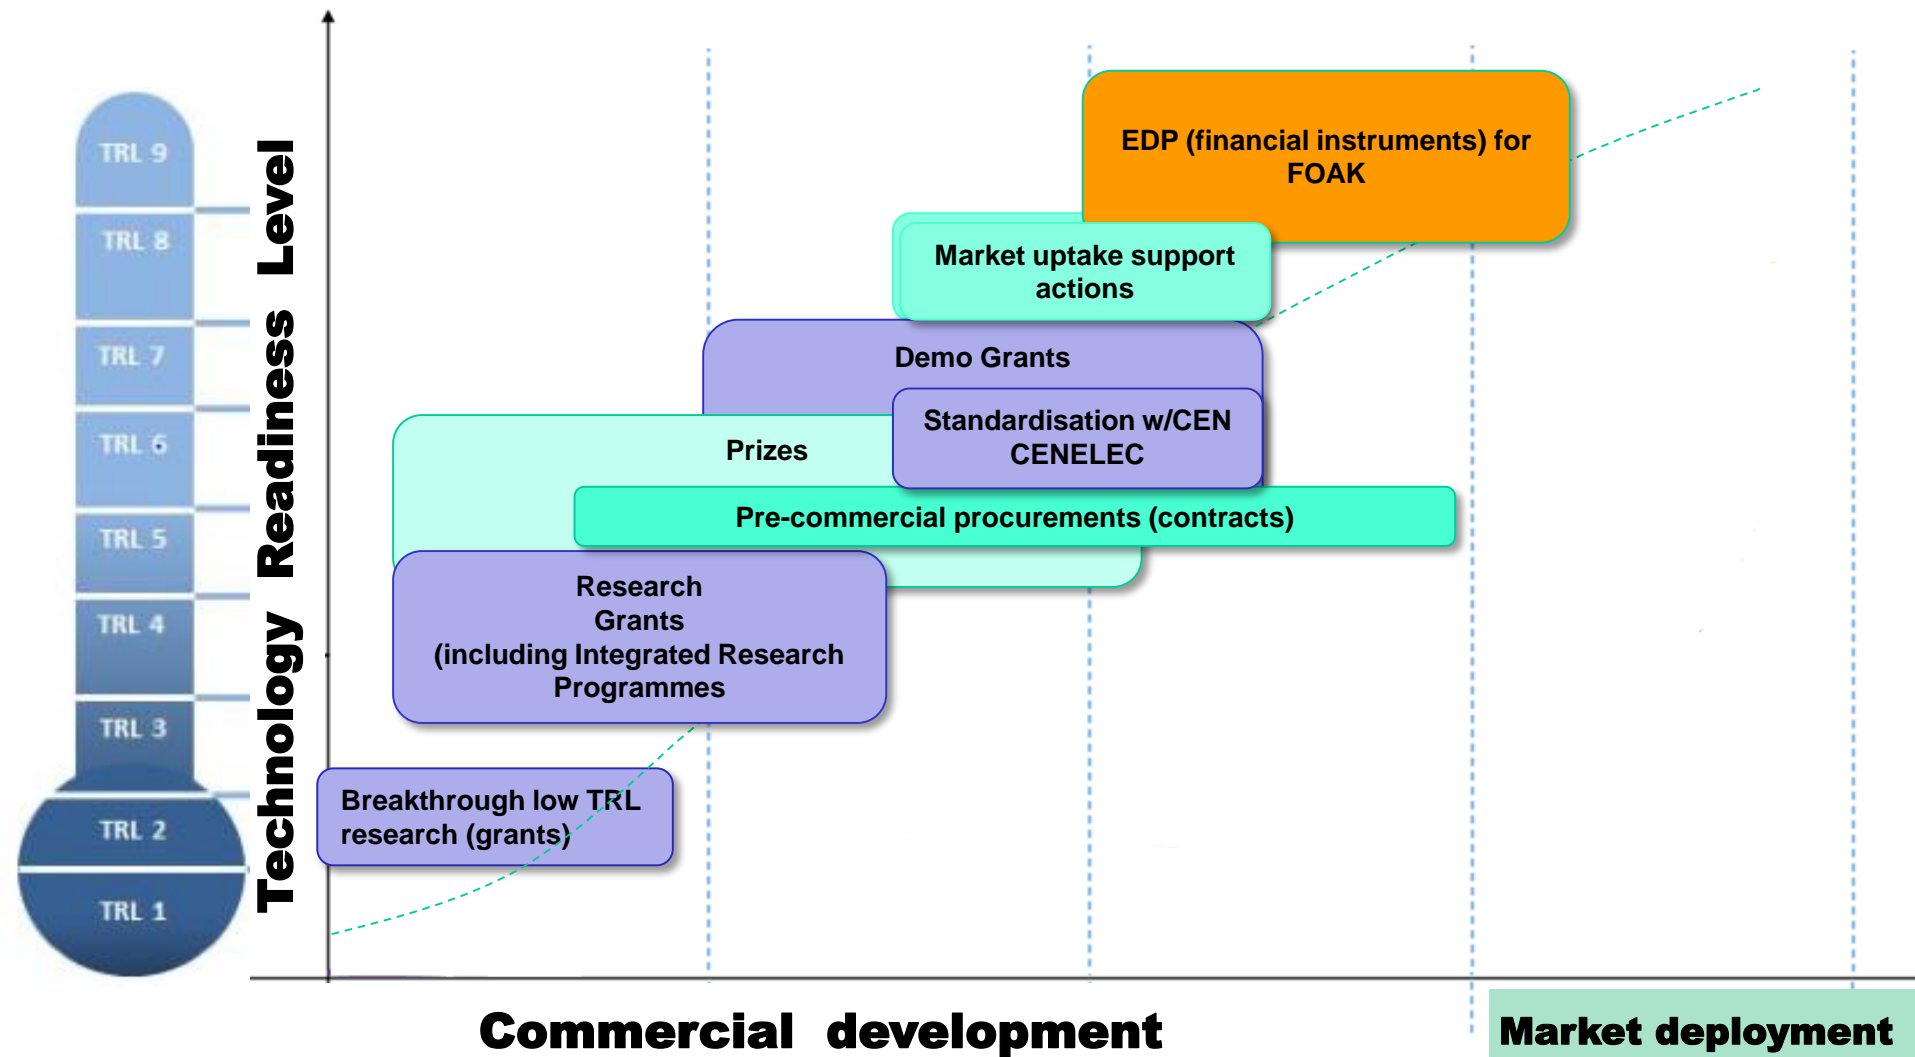 TRL 9
TRL 8
TRL 7
TRL 6
TRL 5
TRL 4
TRL 3
TRL 2
TRL 1
Technology Readiness Level
EDP (financial instruments) for
FOAK
Market uptake support
actions
Demo Grants
Standardisation w/CEN
CENELEC
Prizes
Pre-commercial procurements (contracts)
Research
Grants
(including Integrated Research
Programmes
Breakthrough low TRL
research (grants)
Commercial development
Market deployment